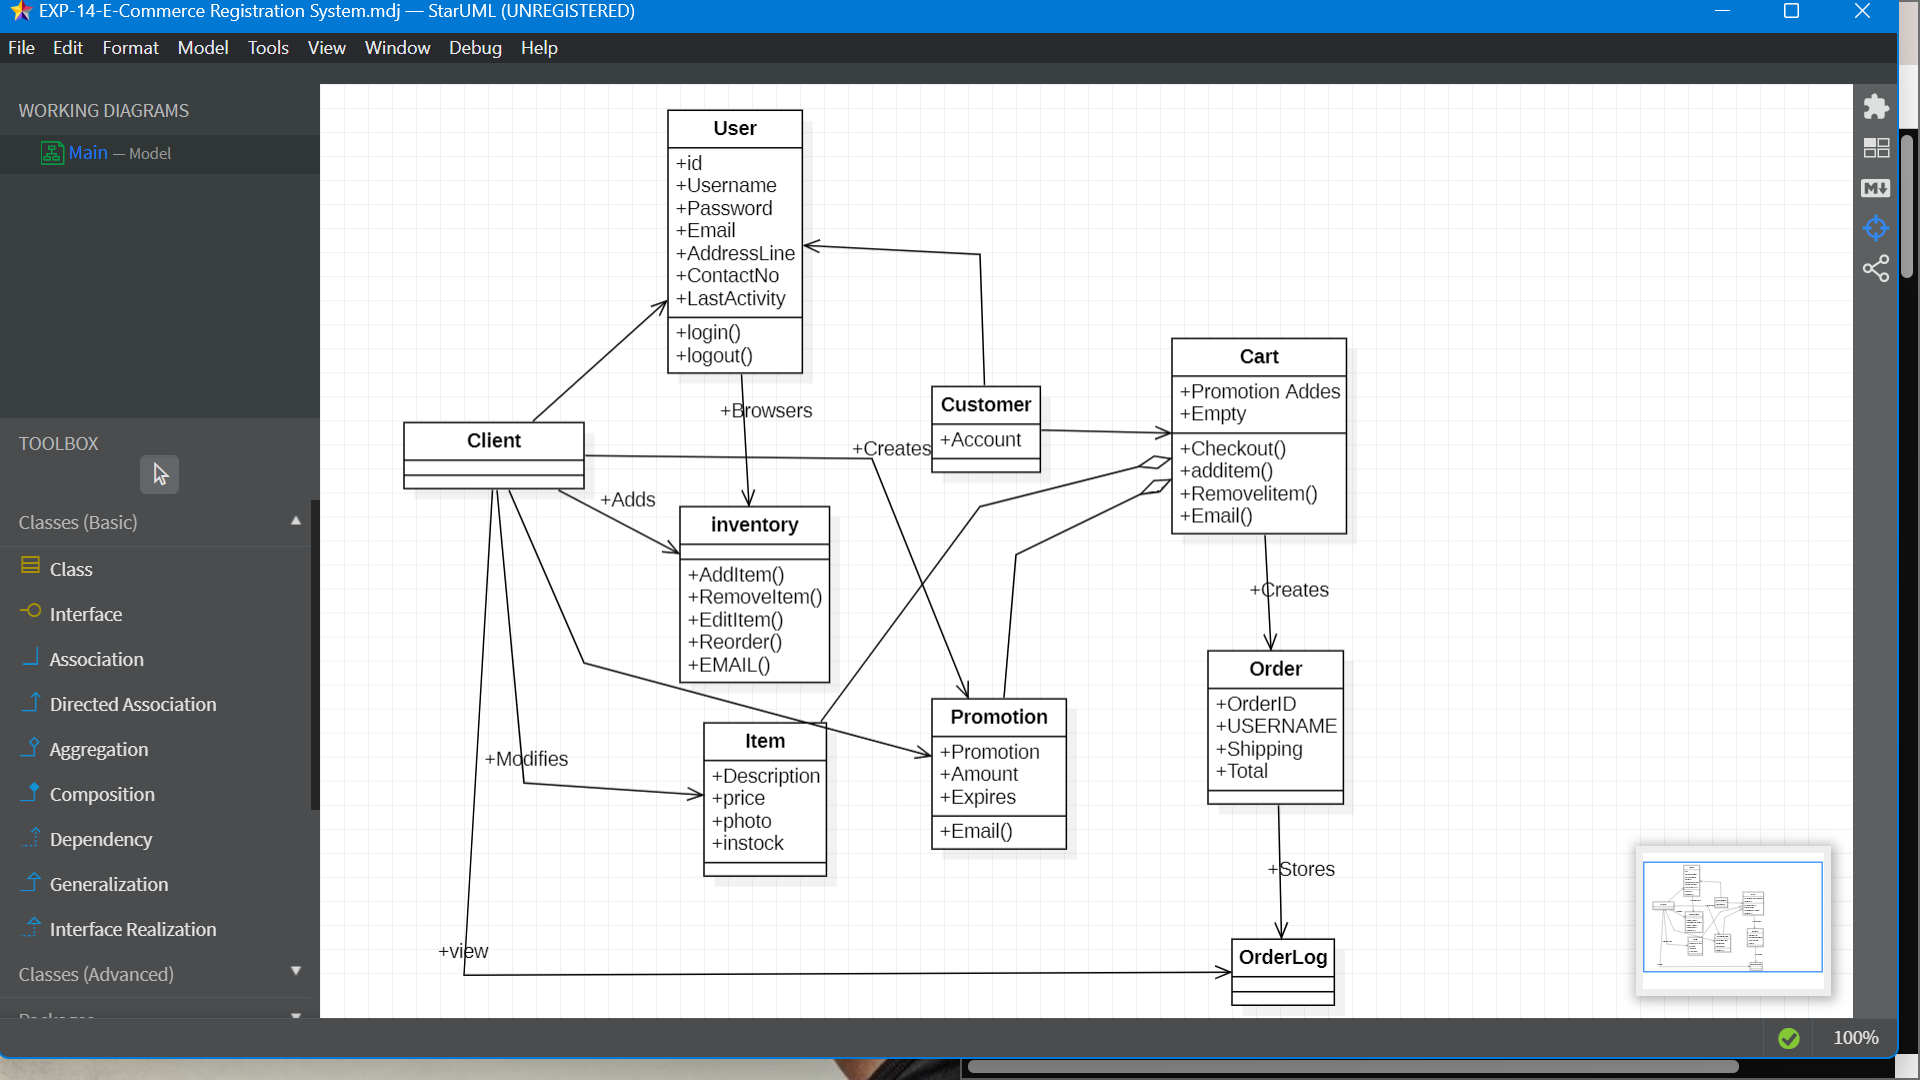 EXP-14-E-Commerce Registration System.mdj — StarUML (UNREGISTERED)
File Edit Format Model Tools View Window Debug Help
WORKING DIAGRAMS
Main — Model
TOOLBOX
Classes (Basic)
Class
Interface
Association
Directed Association
Aggregation
Composition
Dependency
Generalization
Interface Realization
Classes (Advanced)
User
+id
+Username
+Password
+Email
+AddressLine
+ContactNo
+LastActivity
+login()
+logout()
+Browsers
Client
+Adds
+Creates
+Modifies
+view
inventory
+AddItem()
+RemoveItem()
+EditItem()
+Reorder()
+EMAIL()
Item
+Description
+price
+photo
+instock
Customer
+Account
Promotion
+Promotion
+Amount
+Expires
+Email()
Cart
+Promotion Addes
+Empty
+Checkout()
+additem()
+Removelitem()
+Email()
+Creates
Order
+OrderID
+USERNAME
+Shipping
+Total
+Stores
OrderLog
M
100%